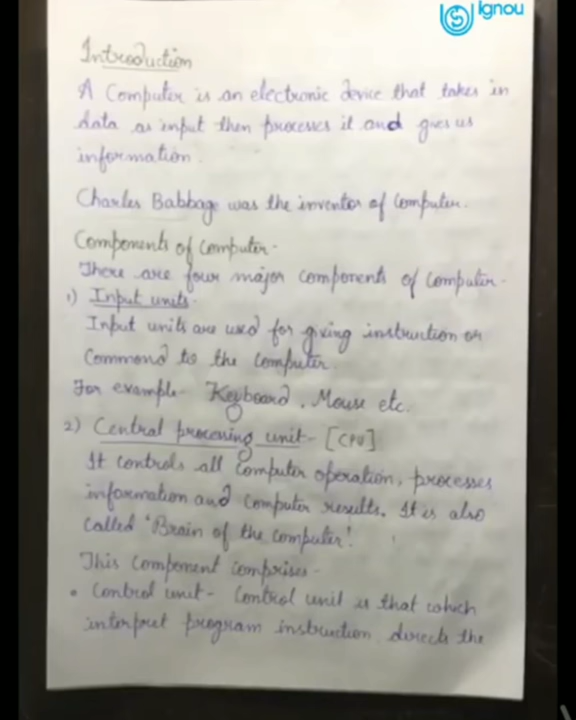 ignou
Introduction
A Computer is an electronic device that takes in
data as input then processes it and gives us
information.
Charles Babbage was the inventor of Computer.
Components of Computer-
There are four major components of Computer-
1) Input units-
Input units are used for giving instruction or
Command to the Computer.
For example- Keyboard, Mouse etc.
2) Central processing unit- [CPU]
It controls all Computer operation, processes
information and Computer results. It is also
called 'Brain of the Computer'.
This Component Comprises-
• Control unit- Control unit is that which
interpret program instruction, directs the